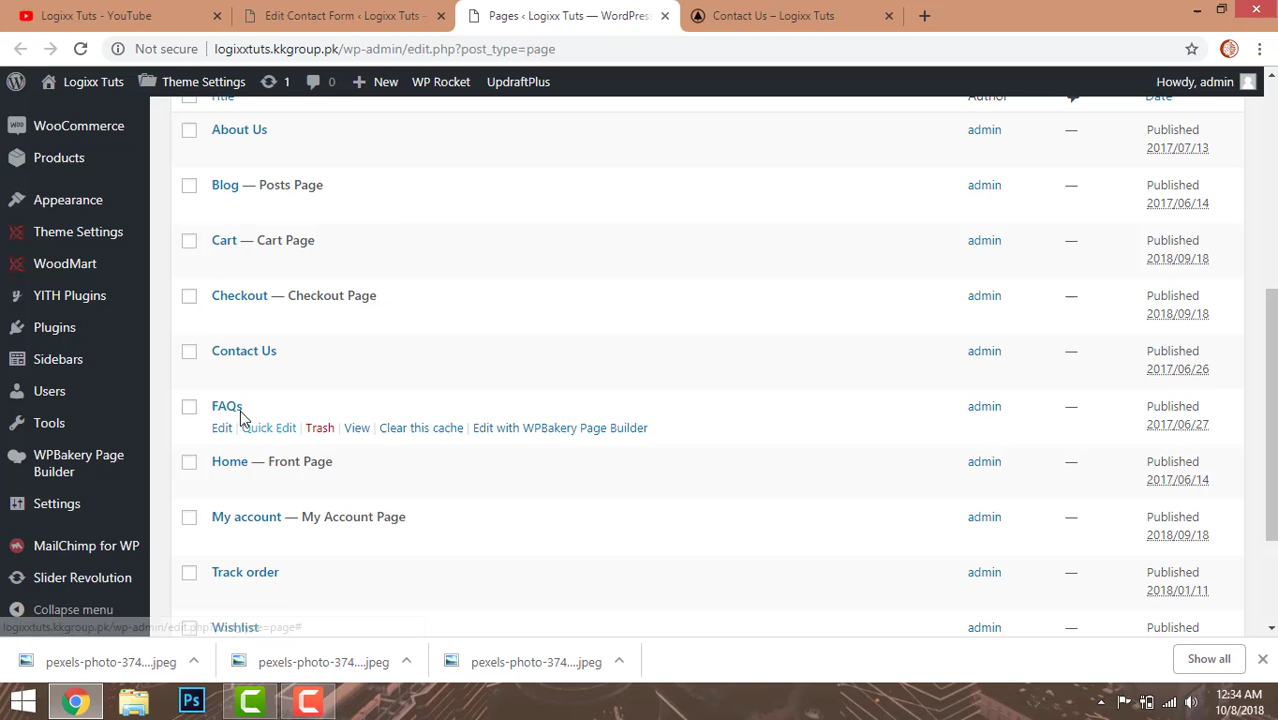 Logixx Tuts - YouTube
Edit Contact Form ‹ Logixx Tuts –
Pages ‹ Logixx Tuts — WordPress
Contact Us – Logixx Tuts
Not secure
logixxtuts.kkgroup.pk/wp-admin/edit.php?post_type=page
Logixx Tuts
Theme Settings
1
0
New
WP Rocket
UpdraftPlus
Howdy, admin
WooCommerce
Products
Appearance
Theme Settings
WoodMart
YITH Plugins
Plugins
Sidebars
Users
Tools
WPBakery Page
Builder
Settings
MailChimp for WP
Slider Revolution
Collapse menu
Title
Author
Date
About Us
admin
—
Published
2017/07/13
Blog — Posts Page
admin
—
Published
2017/06/14
Cart — Cart Page
admin
—
Published
2018/09/18
Checkout — Checkout Page
admin
—
Published
2018/09/18
Contact Us
admin
—
Published
2017/06/26
FAQs
Edit | Quick Edit | Trash | View | Clear this cache | Edit with WPBakery Page Builder
admin
—
Published
2017/06/27
Home — Front Page
admin
—
Published
2017/06/14
My account — My Account Page
admin
—
Published
2018/09/18
Track order
admin
—
Published
2018/01/11
Wishlist
admin
—
Published
pexels-photo-374....jpeg
pexels-photo-374....jpeg
pexels-photo-374....jpeg
Show all
Ps
12:34 AM
10/8/2018